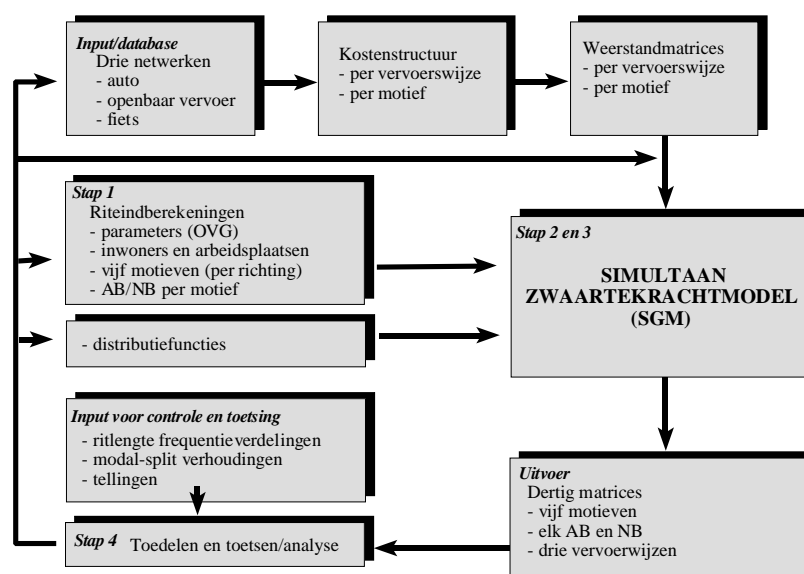 Input/database
Drie netwerken
- auto
- openbaar vervoer
- fiets
Kostenstructuur
- per vervoerswijze
- per motief
Weerstandmatrices
- per vervoerswijze
- per motief
Stap 1
Riteindberekeningen
- parameters (OVG)
- inwoners en arbeidsplaatsen
- vijf motieven (per richting)
- AB/NB per motief
- distributiefuncties
Stap 2 en 3
SIMULTAAN
ZWAARTEKRACHTMODEL
(SGM)
Input voor controle en toetsing
- ritlengte frequentieverdelingen
- modal-split verhoudingen
- tellingen
Stap 4 Toedelen en toetsen/analyse
Uitvoer
Dertig matrices
- vijf motieven
- elk AB en NB
- drie vervoerwijzen